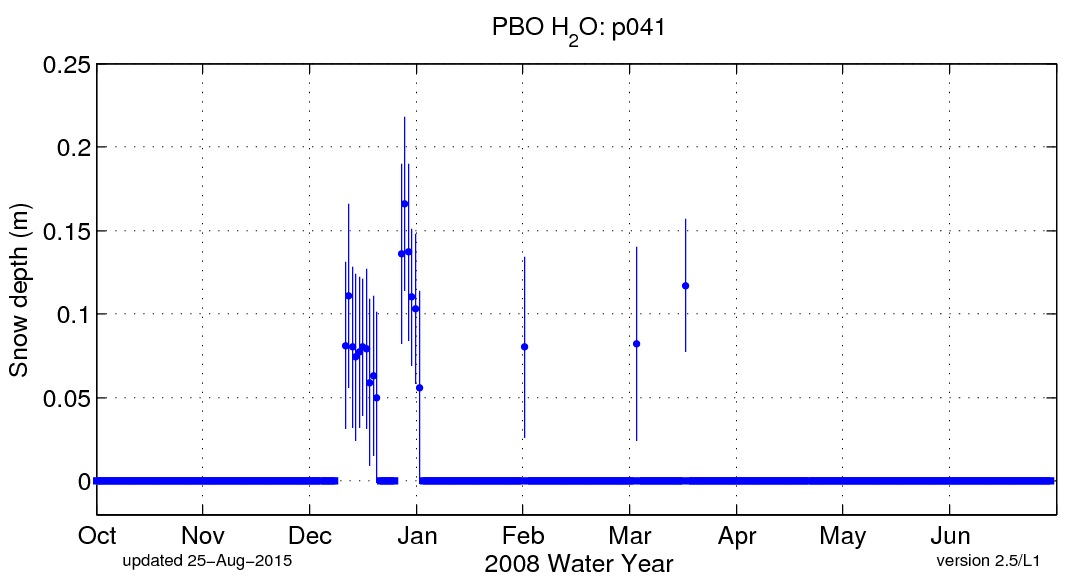 PBO H2O: p041
0.25
0.2
0.15
0.1
0.05
0
Snow depth (m)
Oct Nov Dec Jan Feb Mar Apr May Jun
updated 25−Aug−2015 2008 Water Year version 2.5/L1